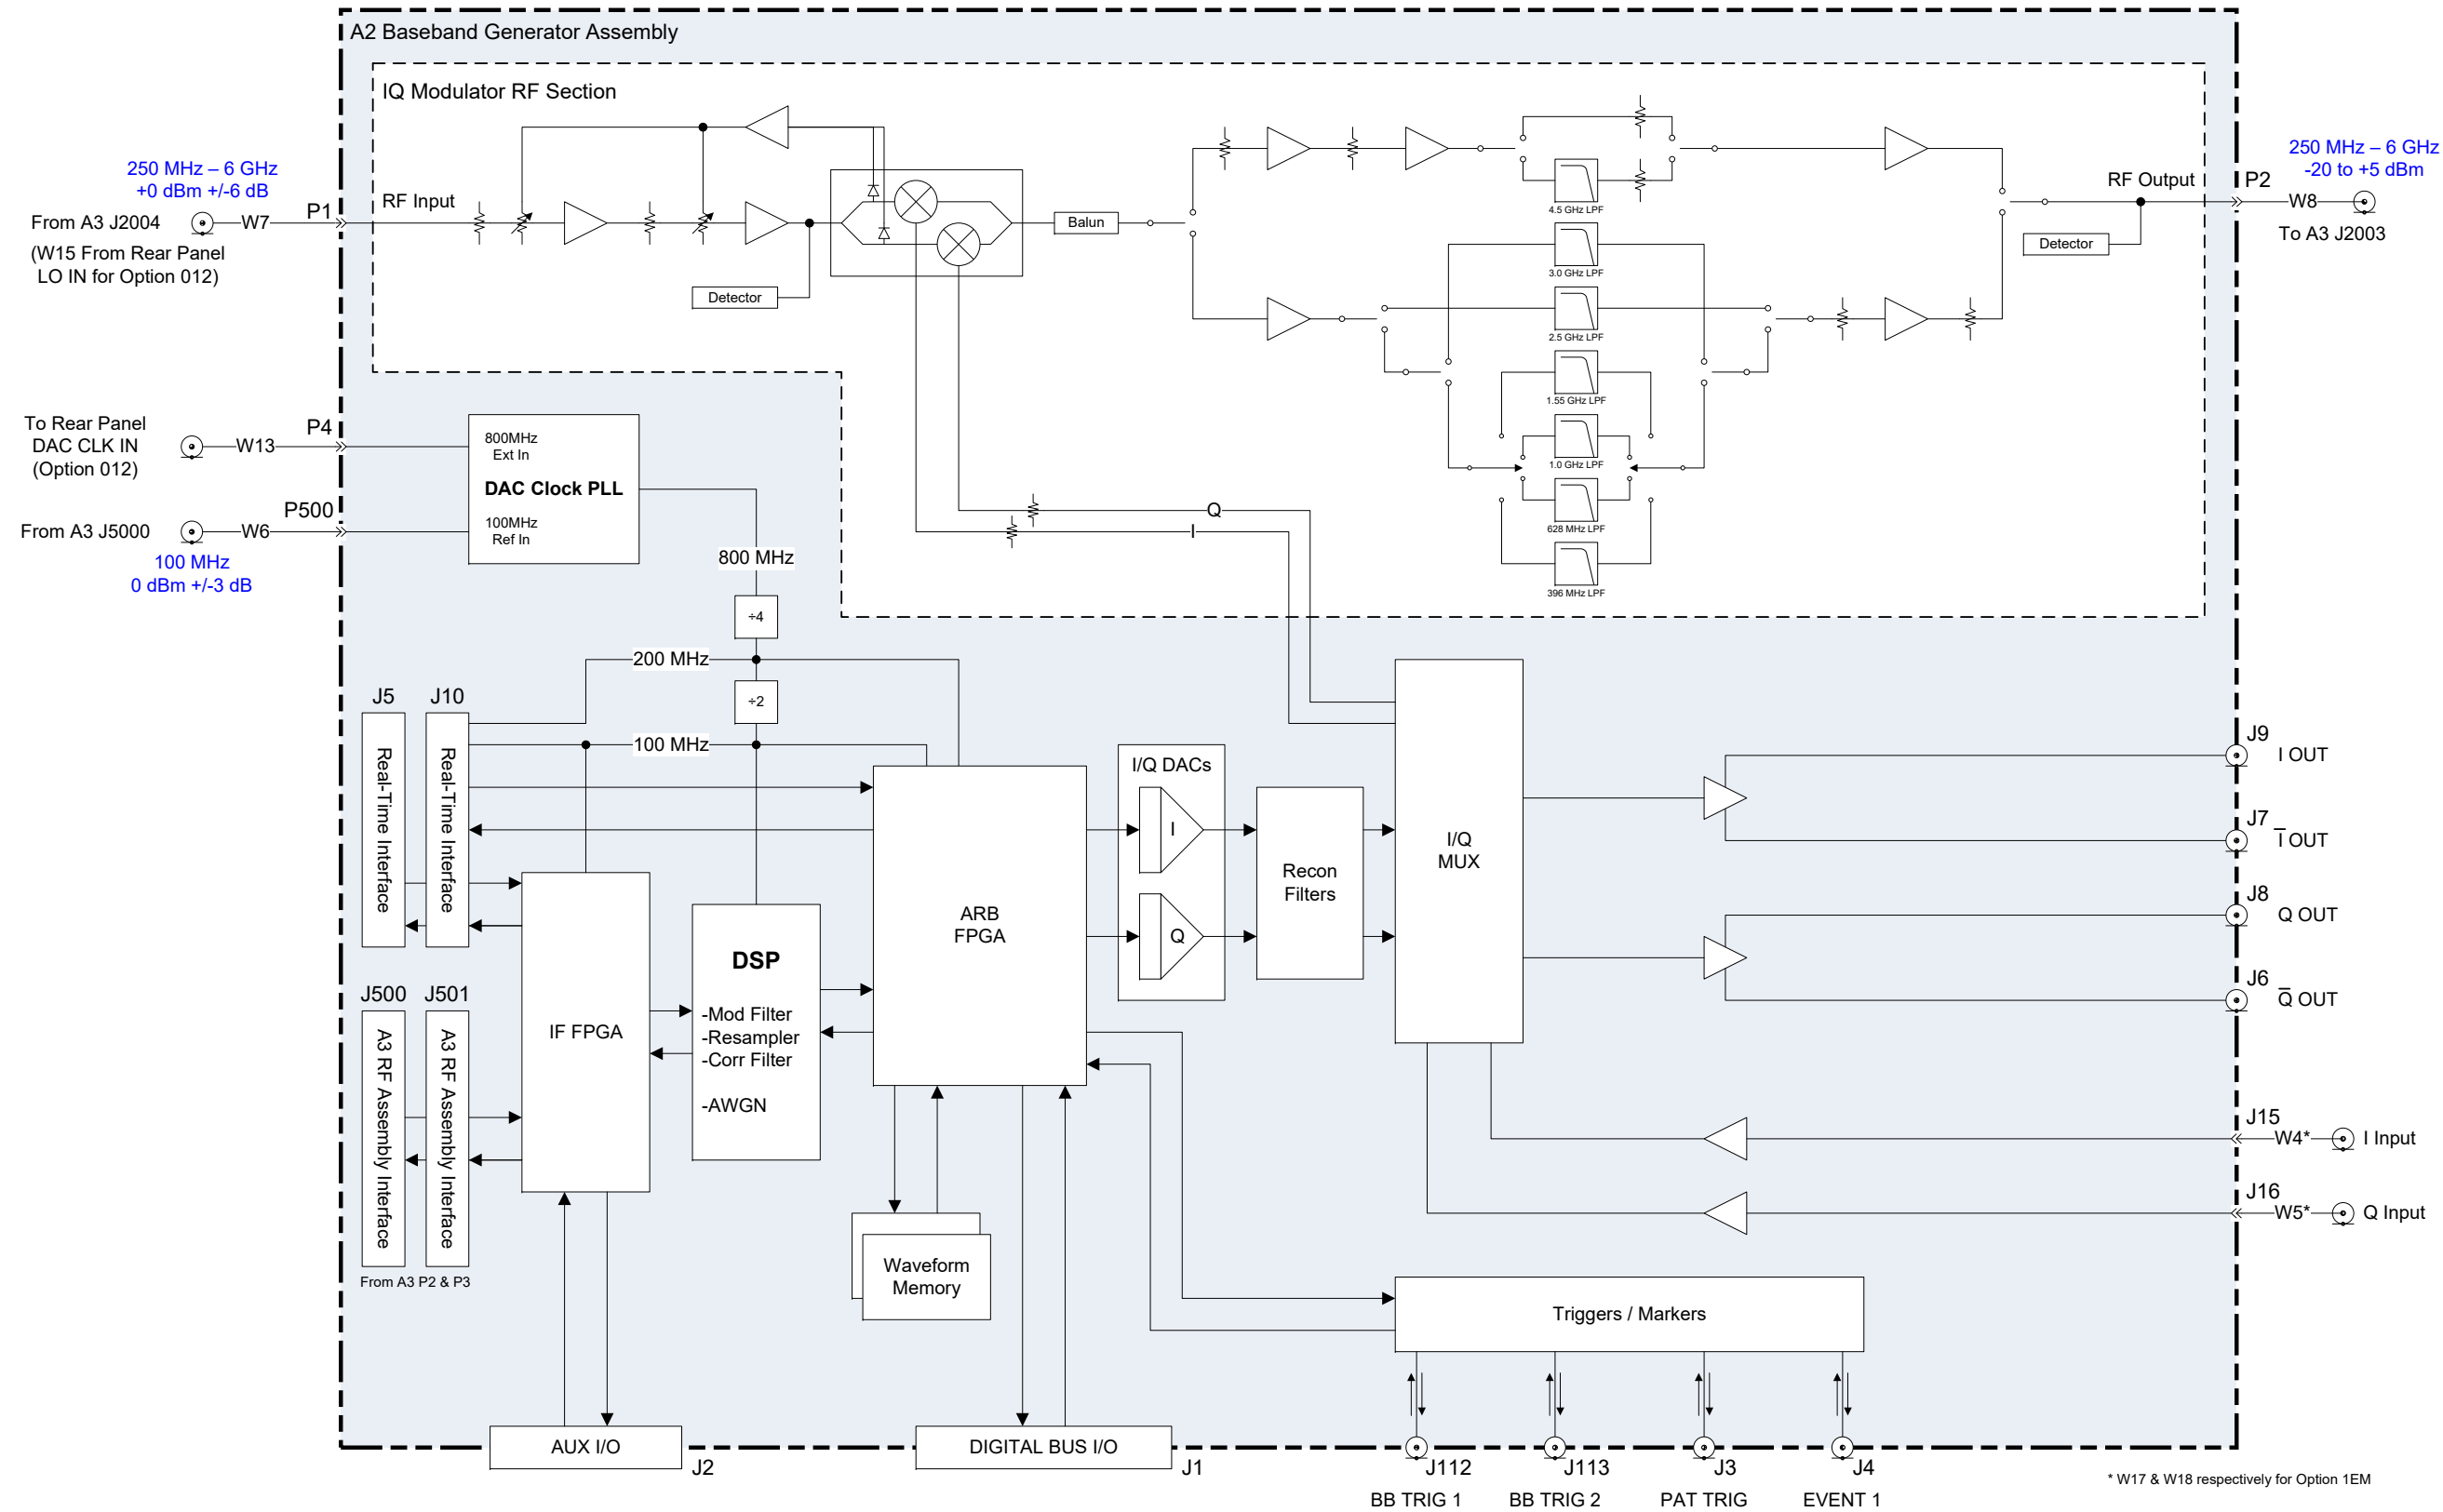 A2 Baseband Generator Assembly
IQ Modulator RF Section
250 MHz – 6 GHz
+0 dBm +/-6 dB
From A3 J2004
W7
P1
RF Input
(W15 From Rear Panel
LO IN for Option 012)
Detector
Balun
4.5 GHz LPF
3.0 GHz LPF
2.5 GHz LPF
1.55 GHz LPF
1.0 GHz LPF
628 MHz LPF
396 MHz LPF
RF Output
Detector
P2
W8
250 MHz – 6 GHz
-20 to +5 dBm
To A3 J2003
To Rear Panel
DAC CLK IN
(Option 012)
W13
P4
From A3 J5000
W6
P500
100 MHz
0 dBm +/-3 dB
800MHz
Ext In
DAC Clock PLL
100MHz
Ref In
Q
I
800 MHz
÷4
200 MHz
÷2
100 MHz
J5
J10
Real-Time Interface
Real-Time Interface
J500
J501
A3 RF Assembly Interface
A3 RF Assembly Interface
From A3 P2 & P3
IF FPGA
DSP
-Mod Filter
-Resampler
-Corr Filter
-AWGN
ARB
FPGA
I/Q DACs
I
Q
Recon
Filters
I/Q
MUX
J9
I OUT
J7
I̅ OUT
J8
Q OUT
J6
Q̅ OUT
J15
W4*
I Input
J16
W5*
Q Input
Waveform
Memory
Triggers / Markers
AUX I/O
J2
DIGITAL BUS I/O
J1
J112
BB TRIG 1
J113
BB TRIG 2
J3
PAT TRIG
J4
EVENT 1
* W17 & W18 respectively for Option 1EM